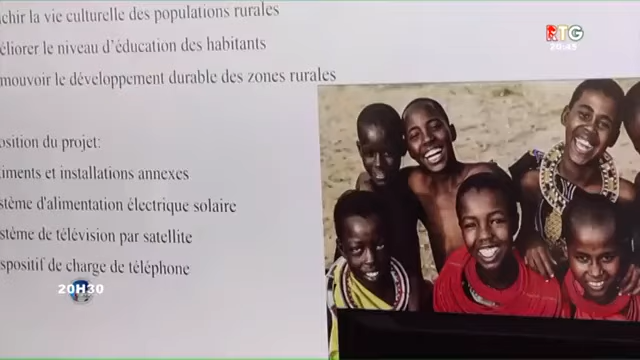 chir la vie culturelle des populations rurales
éliorer le niveau d'éducation des habitants
mouvoir le développement durable des zones rurales
osition du projet:
iments et installations annexes
stème d'alimentation électrique solaire
stéme de télévision par satellite
spositif de charge de téléphone
RTG
20:45
20H30